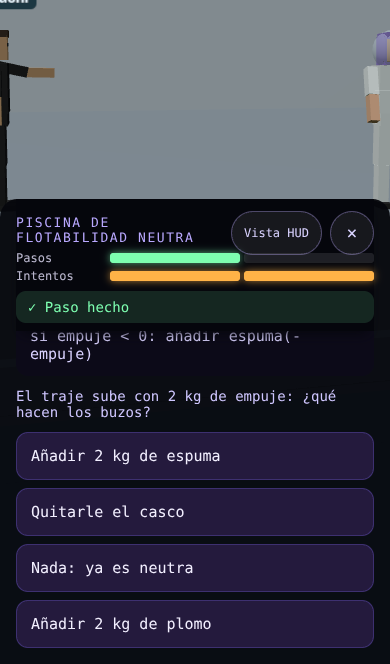 PISCINA DE
FLOTABILIDAD NEUTRA
Vista HUD
×
Pasos
Intentos
✓ Paso hecho
si empuje < 0: añadir espuma(-
empuje)
El traje sube con 2 kg de empuje: ¿qué
hacen los buzos?
Añadir 2 kg de espuma
Quitarle el casco
Nada: ya es neutra
Añadir 2 kg de plomo